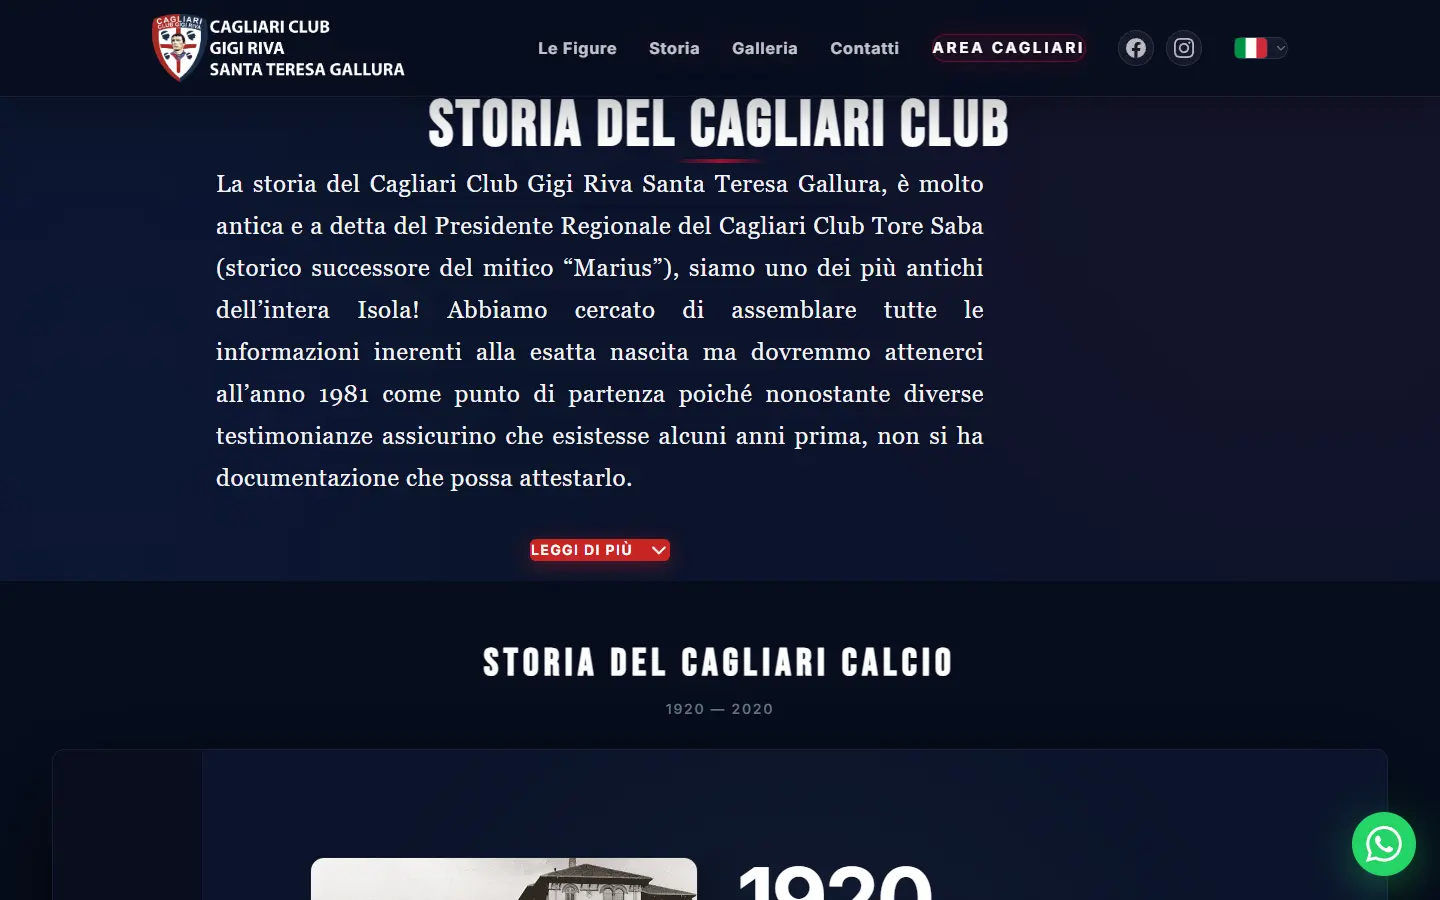 CAGLIARI
CLUB GIGI RIVA
CAGLIARI CLUB
GIGI RIVA
SANTA TERESA GALLURA
Le Figure
Storia
Galleria
Contatti
AREA CAGLIARI
STORIA DEL CAGLIARI CLUB
La storia del Cagliari Club Gigi Riva Santa Teresa Gallura, è molto
antica e a detta del Presidente Regionale del Cagliari Club Tore Saba
(storico successore del mitico “Marius”), siamo uno dei più antichi
dell’intera Isola! Abbiamo cercato di assemblare tutte le
informazioni inerenti alla esatta nascita ma dovremmo attenerci
all’anno 1981 come punto di partenza poiché nonostante diverse
testimonianze assicurino che esistesse alcuni anni prima, non si ha
documentazione che possa attestarlo.
LEGGI DI PIÙ
STORIA DEL CAGLIARI CALCIO
1920 — 2020
1920